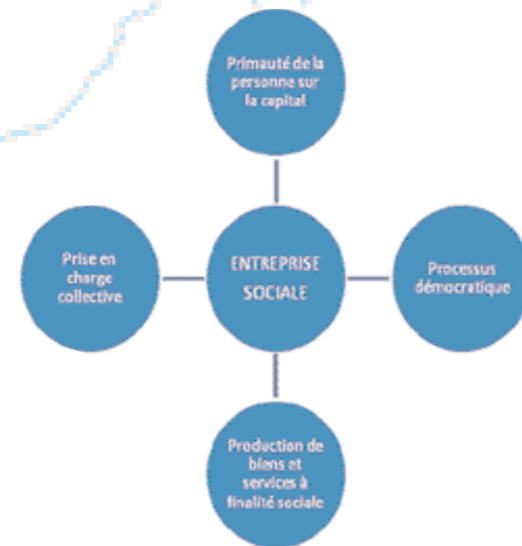 Primauté de la
personne sur
la capital
Prise en
charge
collective
ENTREPRISE
SOCIALE
Processus
démocratique
Production de
biens et
services à
finalité sociale